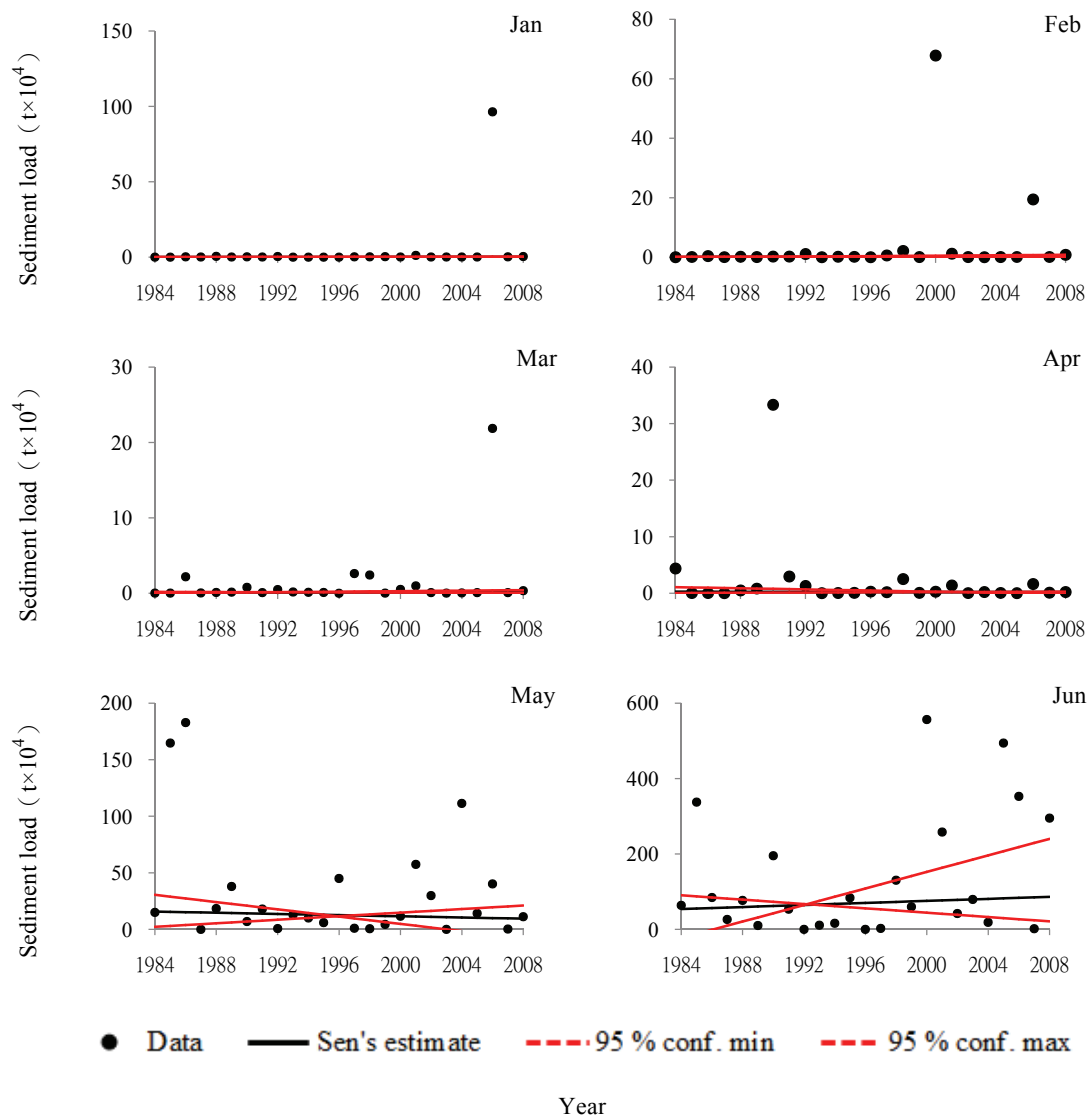 Jan
Sediment load（t×10⁴)
150
100
50
0
1984 1988 1992 1996 2000 2004 2008
Feb
80
60
40
20
0
1984 1988 1992 1996 2000 2004 2008
Mar
Sediment load（t×10⁴)
30
20
10
0
1984 1988 1992 1996 2000 2004 2008
Apr
40
30
20
10
0
1984 1988 1992 1996 2000 2004 2008
May
Sediment load（t×10⁴)
200
150
100
50
0
1984 1988 1992 1996 2000 2004 2008
Jun
600
400
200
0
1984 1988 1992 1996 2000 2004 2008
Data Sen's estimate 95 % conf. min 95 % conf. max
Year